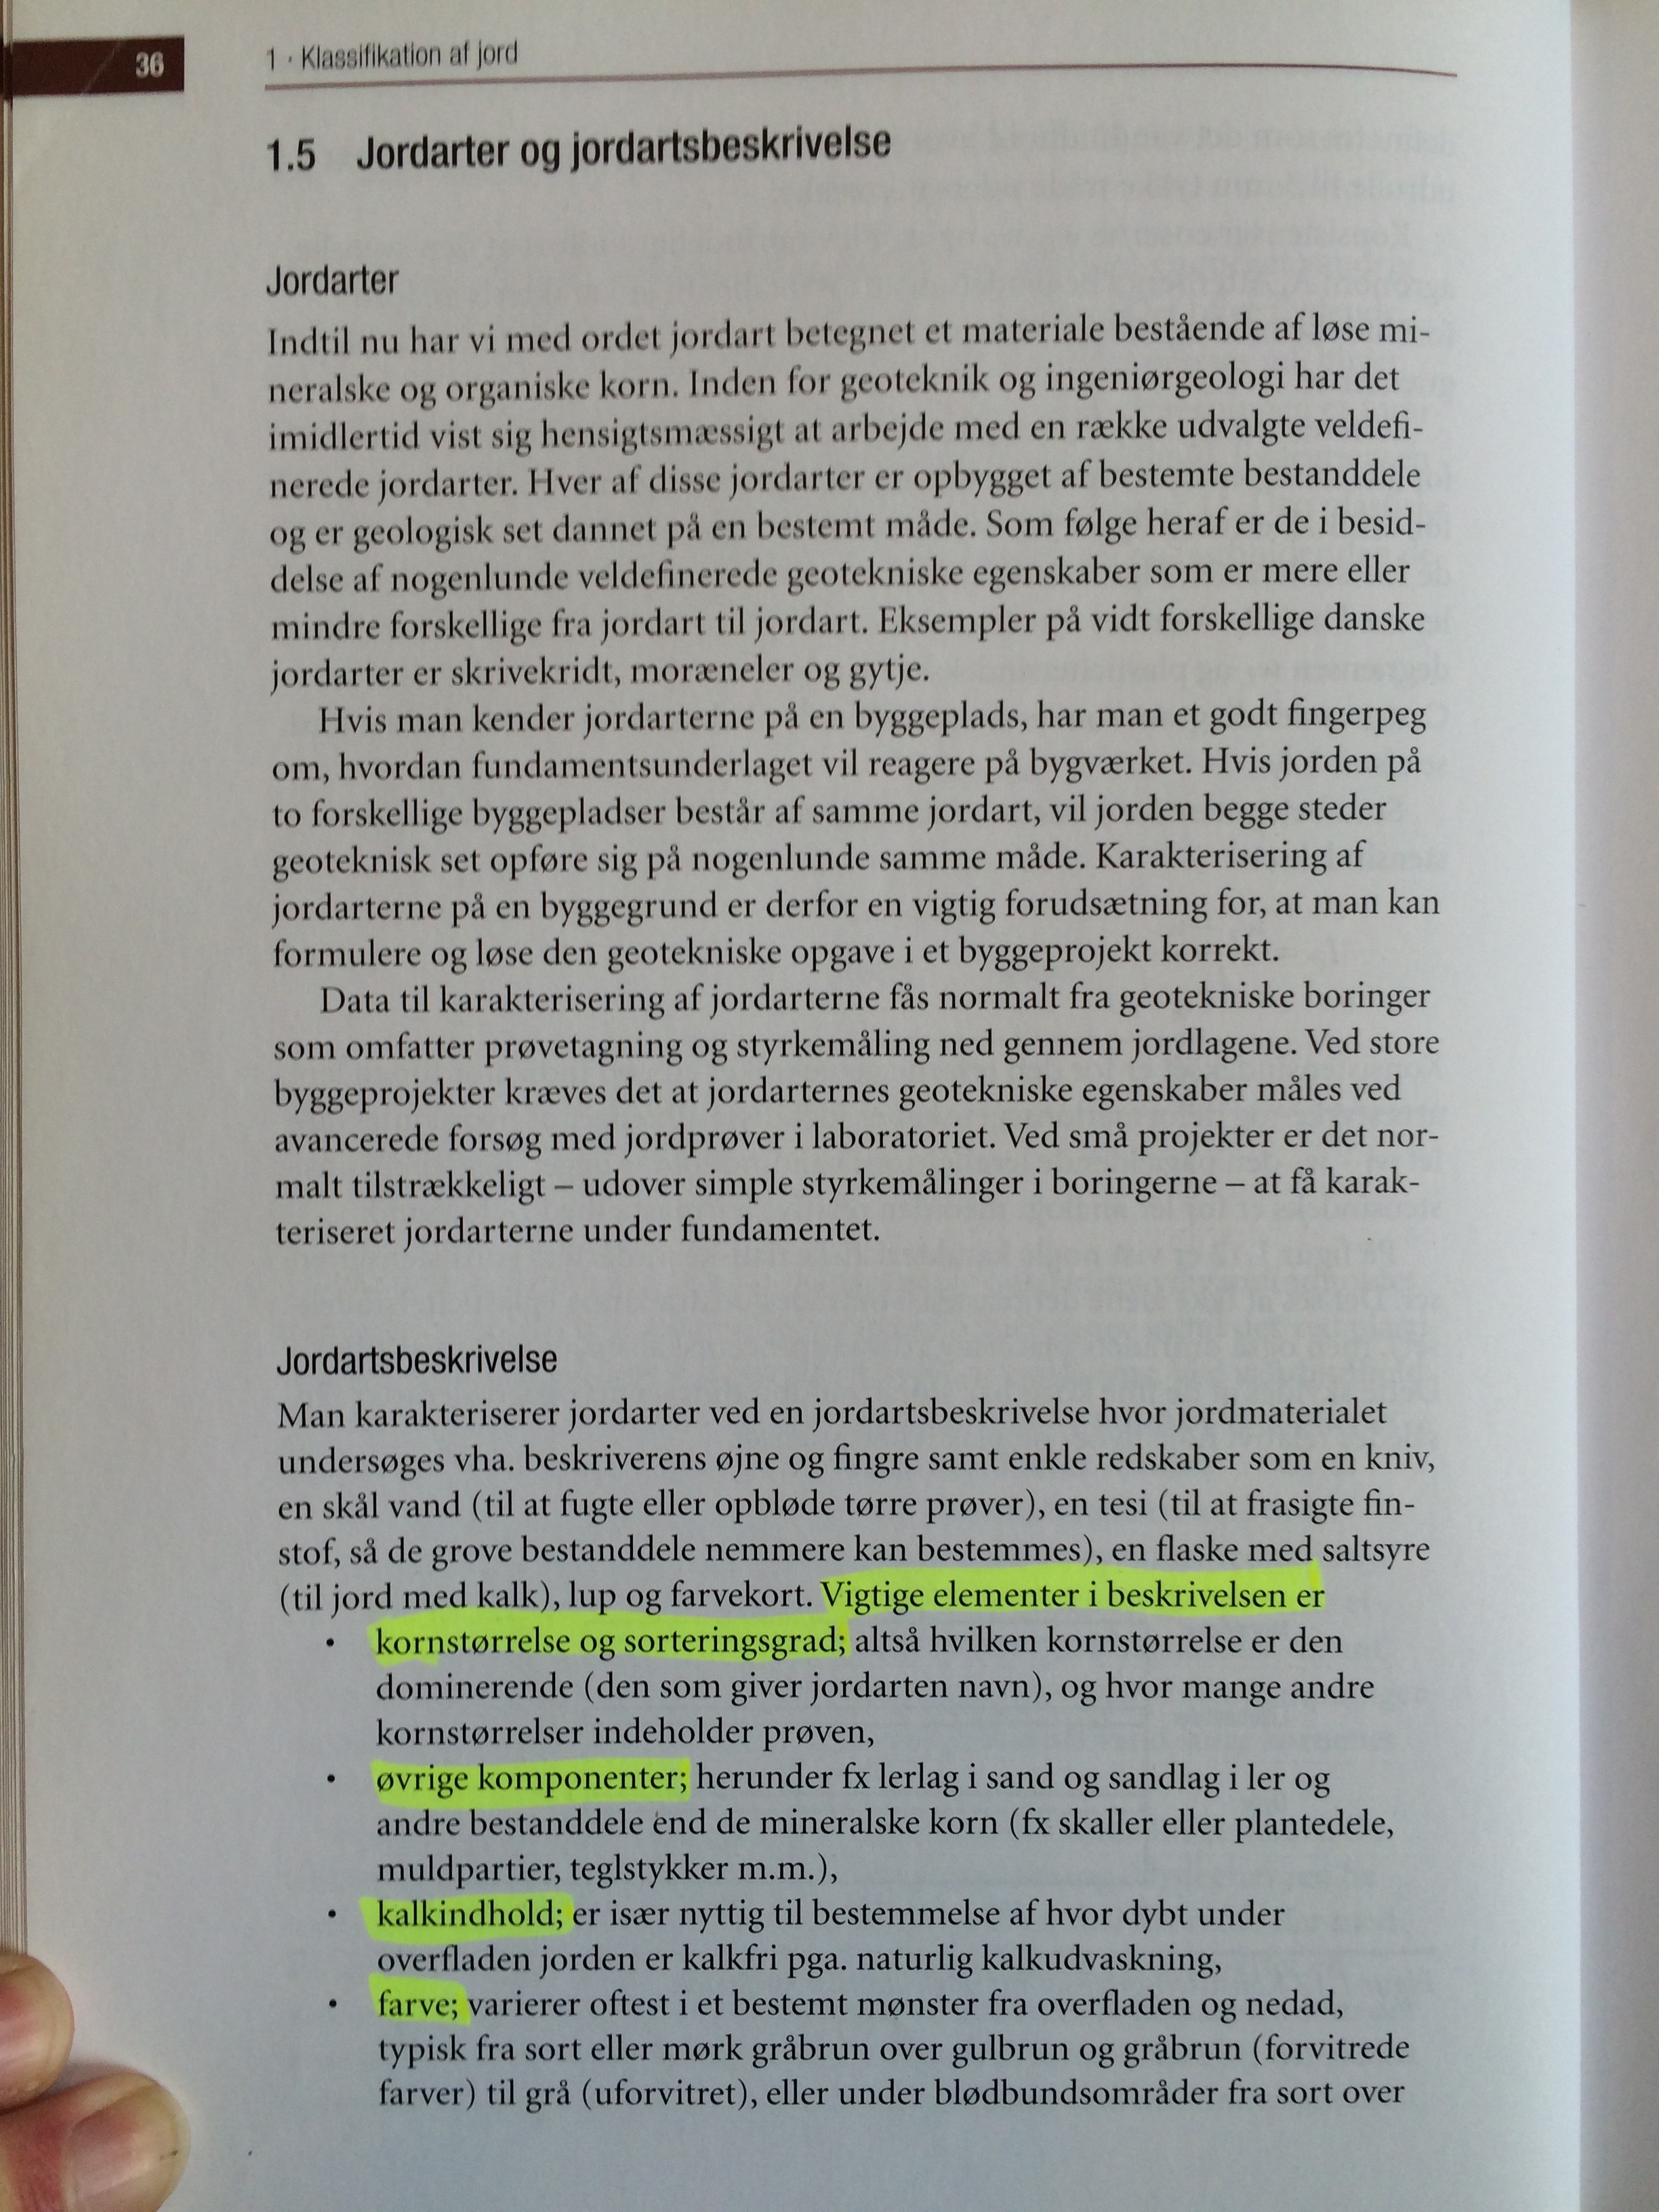 36
1 · Klassifikation af jord
1.5 Jordarter og jordartsbeskrivelse
Jordarter
Indtil nu har vi med ordet jordart betegnet et materiale bestående af løse mi-
neralske og organiske korn. Inden for geoteknik og ingeniørgeologi har det
imidlertid vist sig hensigtsmæssigt at arbejde med en række udvalgte veldefi-
nerede jordarter. Hver af disse jordarter er opbygget af bestemte bestanddele
og er geologisk set dannet på en bestemt måde. Som følge heraf er de i besid-
delse af nogenlunde veldefinerede geotekniske egenskaber som er mere eller
mindre forskellige fra jordart til jordart. Eksempler på vidt forskellige danske
jordarter er skrivekridt, moræneler og gytje.
Hvis man kender jordarterne på en byggeplads, har man et godt fingerpeg
om, hvordan fundamentsunderlaget vil reagere på bygværket. Hvis jorden på
to forskellige byggepladser består af samme jordart, vil jorden begge steder
geoteknisk set opføre sig på nogenlunde samme måde. Karakterisering af
jordarterne på en byggegrund er derfor en vigtig forudsætning for, at man kan
formulere og løse den geotekniske opgave i et byggeprojekt korrekt.
Data til karakterisering af jordarterne fås normalt fra geotekniske boringer
som omfatter prøvetagning og styrkemåling ned gennem jordlagene. Ved store
byggeprojekter kræves det at jordarternes geotekniske egenskaber måles ved
avancerede forsøg med jordprøver i laboratoriet. Ved små projekter er det nor-
malt tilstrækkeligt – udover simple styrkemålinger i boringerne – at få karak-
teriseret jordarterne under fundamentet.
Jordartsbeskrivelse
Man karakteriserer jordarter ved en jordartsbeskrivelse hvor jordmaterialet
undersøges vha. beskriverens øjne og fingre samt enkle redskaber som en kniv,
en skål vand (til at fugte eller opbløde tørre prøver), en tesi (til at frasigte fin-
stof, så de grove bestanddele nemmere kan bestemmes), en flaske med saltsyre
(til jord med kalk), lup og farvekort. Vigtige elementer i beskrivelsen er
• kornstørrelse og sorteringsgrad; altså hvilken kornstørrelse er den
dominerende (den som giver jordarten navn), og hvor mange andre
kornstørrelser indeholder prøven,
• øvrige komponenter; herunder fx lerlag i sand og sandlag i ler og
andre bestanddele end de mineralske korn (fx skaller eller plantedele,
muldpartier, teglstykker m.m.),
• kalkindhold; er især nyttig til bestemmelse af hvor dybt under
overfladen jorden er kalkfri pga. naturlig kalkudvaskning,
• farve; varierer oftest i et bestemt mønster fra overfladen og nedad,
typisk fra sort eller mørk gråbrun over gulbrun og gråbrun (forvitrede
farver) til grå (uforvitret), eller under blødbundsområder fra sort over